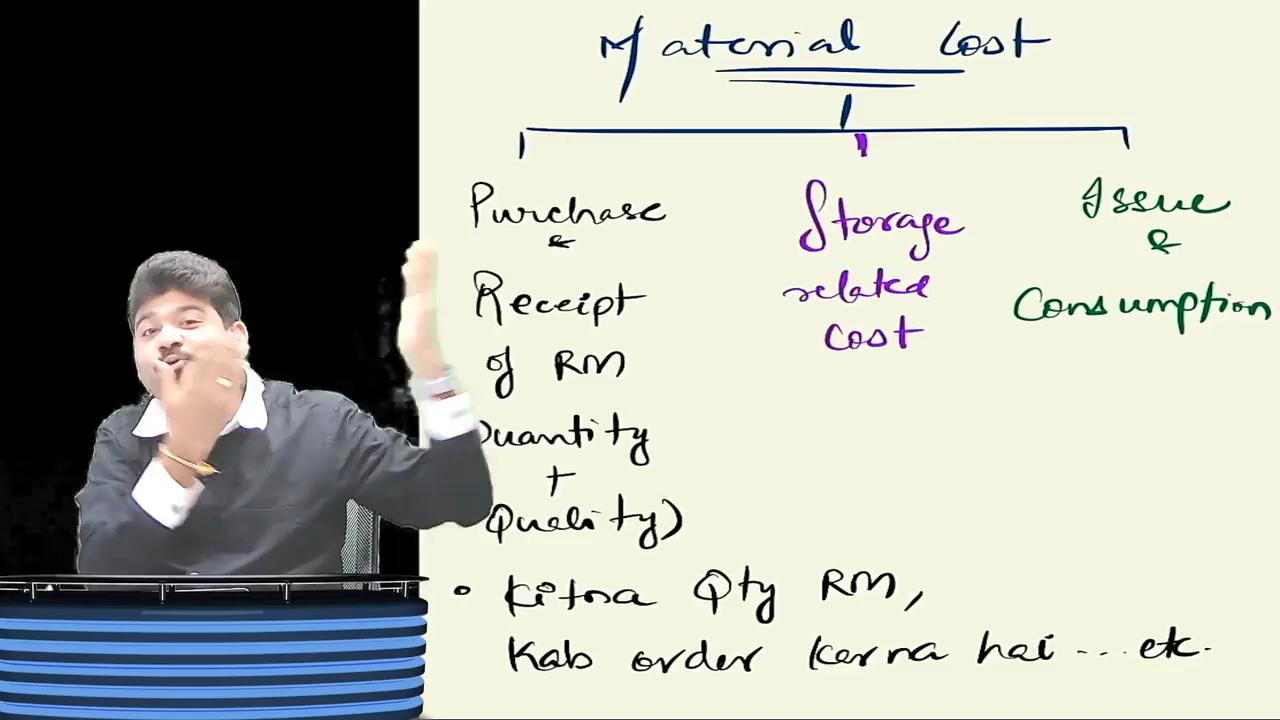 Material Cost
Purchase
&
Receipt
of RM
Quantity
+
Quality)
Storage
related
cost
Issue
&
Consumption
• Kitna Qty RM,
Kab order karna hai ... etc.